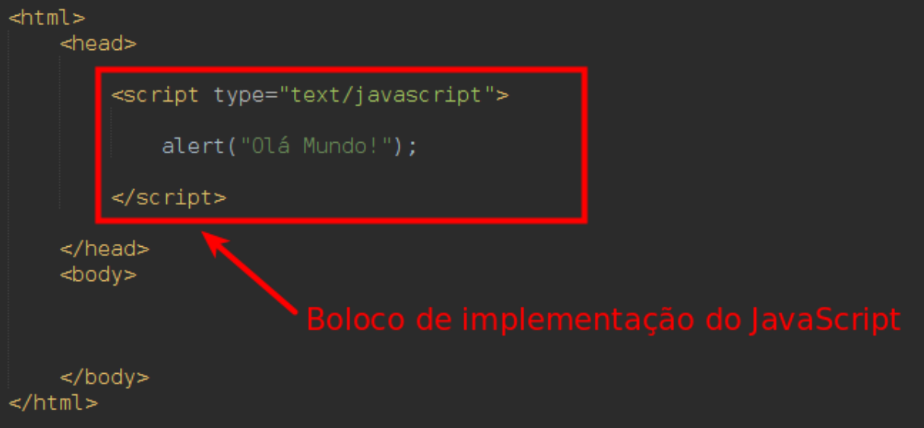 <html>
<head>
<script type="text/javascript">
alert("Olá Mundo!");
</script>
</head>
<body>
Boloco de implementação do JavaScript
</body>
</html>